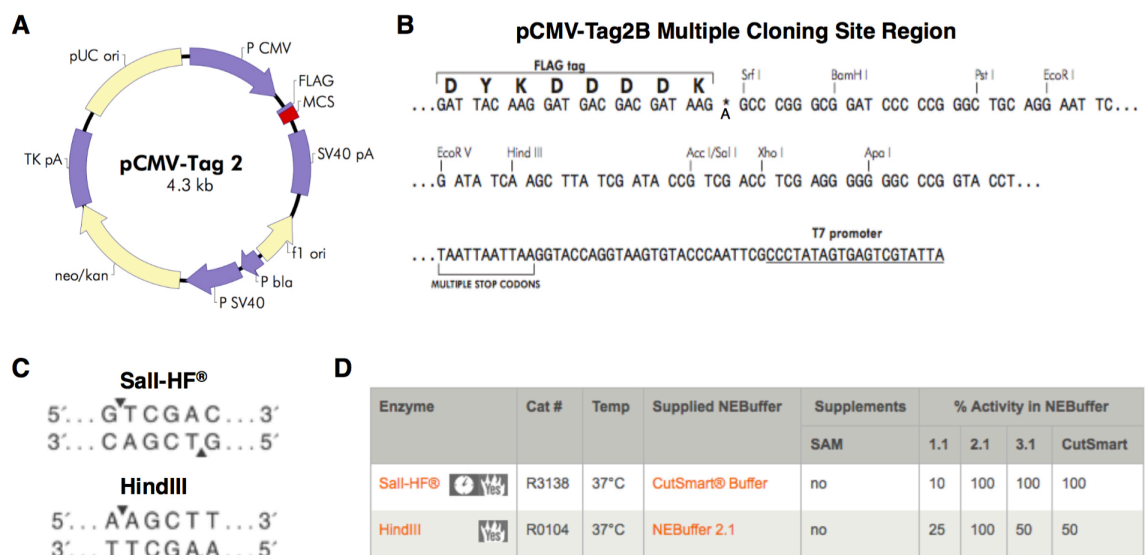 A
pUC ori
P CMV
FLAG
MCS
TK pA
pCMV-Tag 2
4.3 kb
SV40 pA
neo/kan
f1 ori
P bla
P SV40
B
pCMV-Tag2B Multiple Cloning Site Region
FLAG tag
D Y K D D D D K
Srf I BamH I Pst I EcoR I
...GAT TAC AAG GAT GAC GAC GAT AAG * GCC CGG GCG GAT CCC CCG GGC TGC AGG AAT TC...
A
EcoR V Hind III Acc I/Sal I Xho I Apa I
...G ATA TCA AGC TTA TCG ATA CCG TCG ACC TCG AGG GGG GGC CCG GTA CCT...
T7 promoter
...TAATTAATTAAGGTACCAGGTAAGTGTACCCAATTCGCCCTATAGTGAGTCGTATTA
MULTIPLE STOP CODONS
C
SalI-HF®
5′...GTCGAC...3′
3′...CAGCTG...5′
HindIII
5′...AAGCTT...3′
3′...TTCGAA...5′
D
Enzyme Cat # Temp Supplied NEBuffer Supplements % Activity in NEBuffer
SAM 1.1 2.1 3.1 CutSmart
SalI-HF® Yes! R3138 37°C CutSmart® Buffer no 10 100 100 100
HindIII Yes! R0104 37°C NEBuffer 2.1 no 25 100 50 50